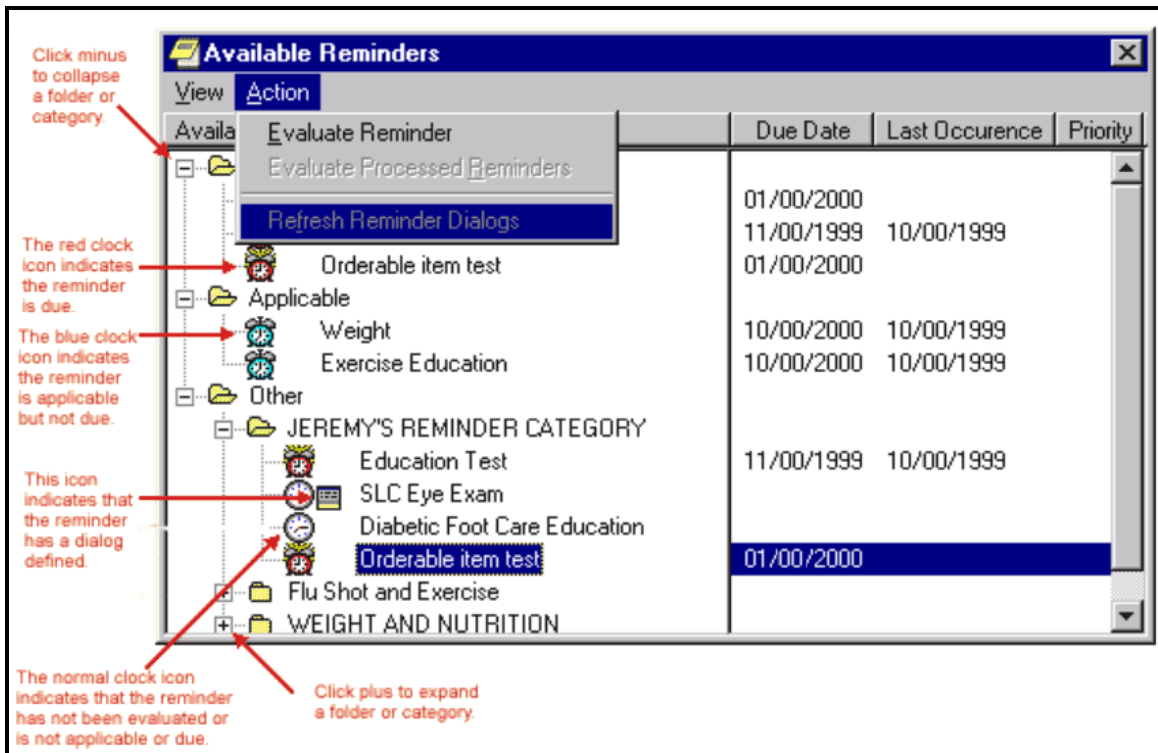 Available Reminders
View Action
Availa Due Date Last Occurence Priority
Evaluate Reminder
Evaluate Processed Reminders
Refresh Reminder Dialogs
01/00/2000
11/00/1999 10/00/1999
Orderable item test 01/00/2000
Applicable
Weight 10/00/2000 10/00/1999
Exercise Education 10/00/2000 10/00/1999
Other
JEREMY'S REMINDER CATEGORY
Education Test 11/00/1999 10/00/1999
SLC Eye Exam
Diabetic Foot Care Education
Orderable item test 01/00/2000
Flu Shot and Exercise
WEIGHT AND NUTRITION
Click minus
to collapse
a folder or
category.
The red clock
icon indicates
the reminder
is due.
The blue clock
icon indicates
the reminder
is applicable
but not due.
This icon
indicates that
the reminder
has a dialog
defined.
The normal clock icon
indicates that the reminder
has not been evaluated or
is not applicable or due.
Click plus to expand
a folder or category.